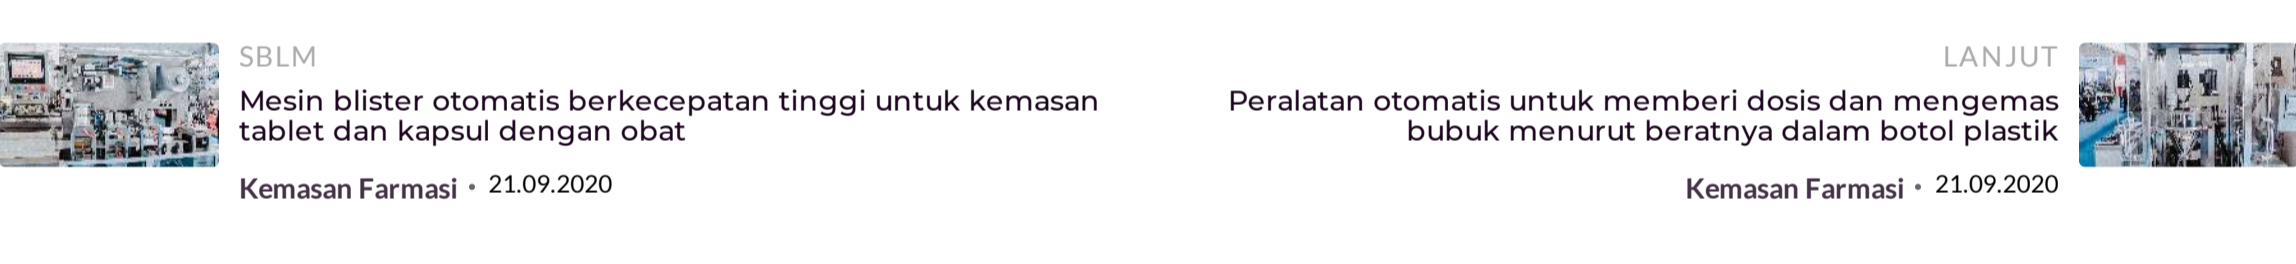 SBLM
Mesin blister otomatis berkecepatan tinggi untuk kemasan
tablet dan kapsul dengan obat
Kemasan Farmasi • 21.09.2020
LANJUT
Peralatan otomatis untuk memberi dosis dan mengemas
bubuk menurut beratnya dalam botol plastik
Kemasan Farmasi • 21.09.2020